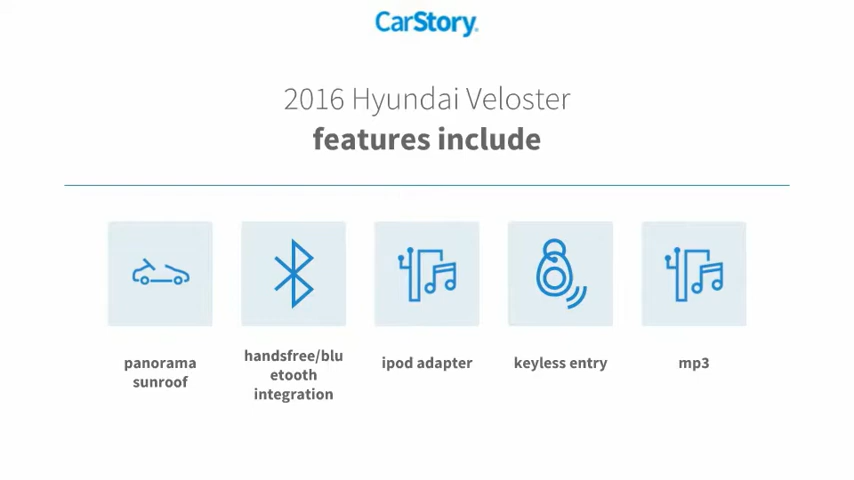 CarStory.
2016 Hyundai Veloster
features include
panorama
sunroof
handsfree/blu
etooth
integration
ipod adapter
keyless entry
mp3